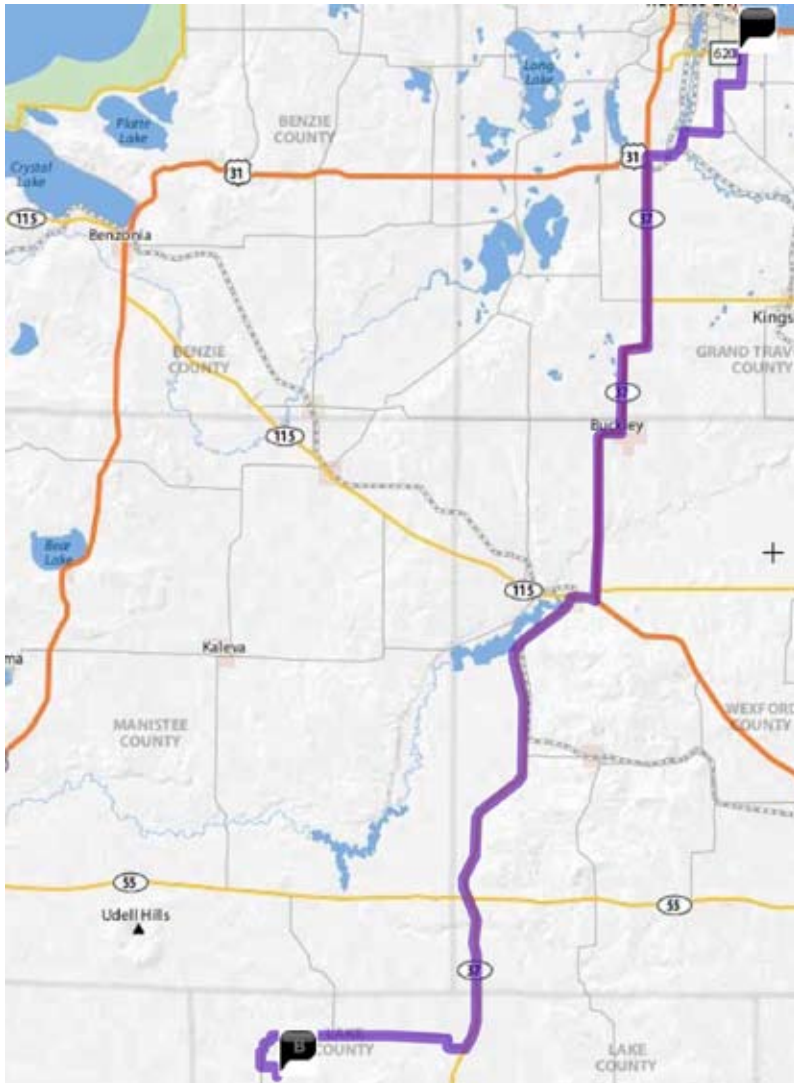 620
Long
Lake
Platte
Lake
BENZIE
COUNTY
31
31
Crystal
Lake
115
37
Benzonia
Kings
BENZIE
COUNTY
GRAND TRAV
COUNTY
37
115
Buckley
Bear
Lake
115
Kaleva
ma
MANISTEE
COUNTY
WEXFORD
COUNTY
55
55
Udell Hills
37
B
LAKE
COUNTY
LAKE
COUNTY